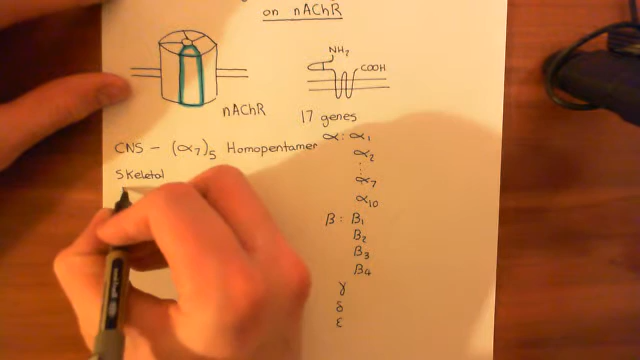 on nAChR
NH2
COOH
nAChR
17 genes
CNS - (α7)5 Homopentamer
Skeletal
α: α1
α2
⋮
α7
α10
β: β1
β2
β3
β4
γ
δ
ε